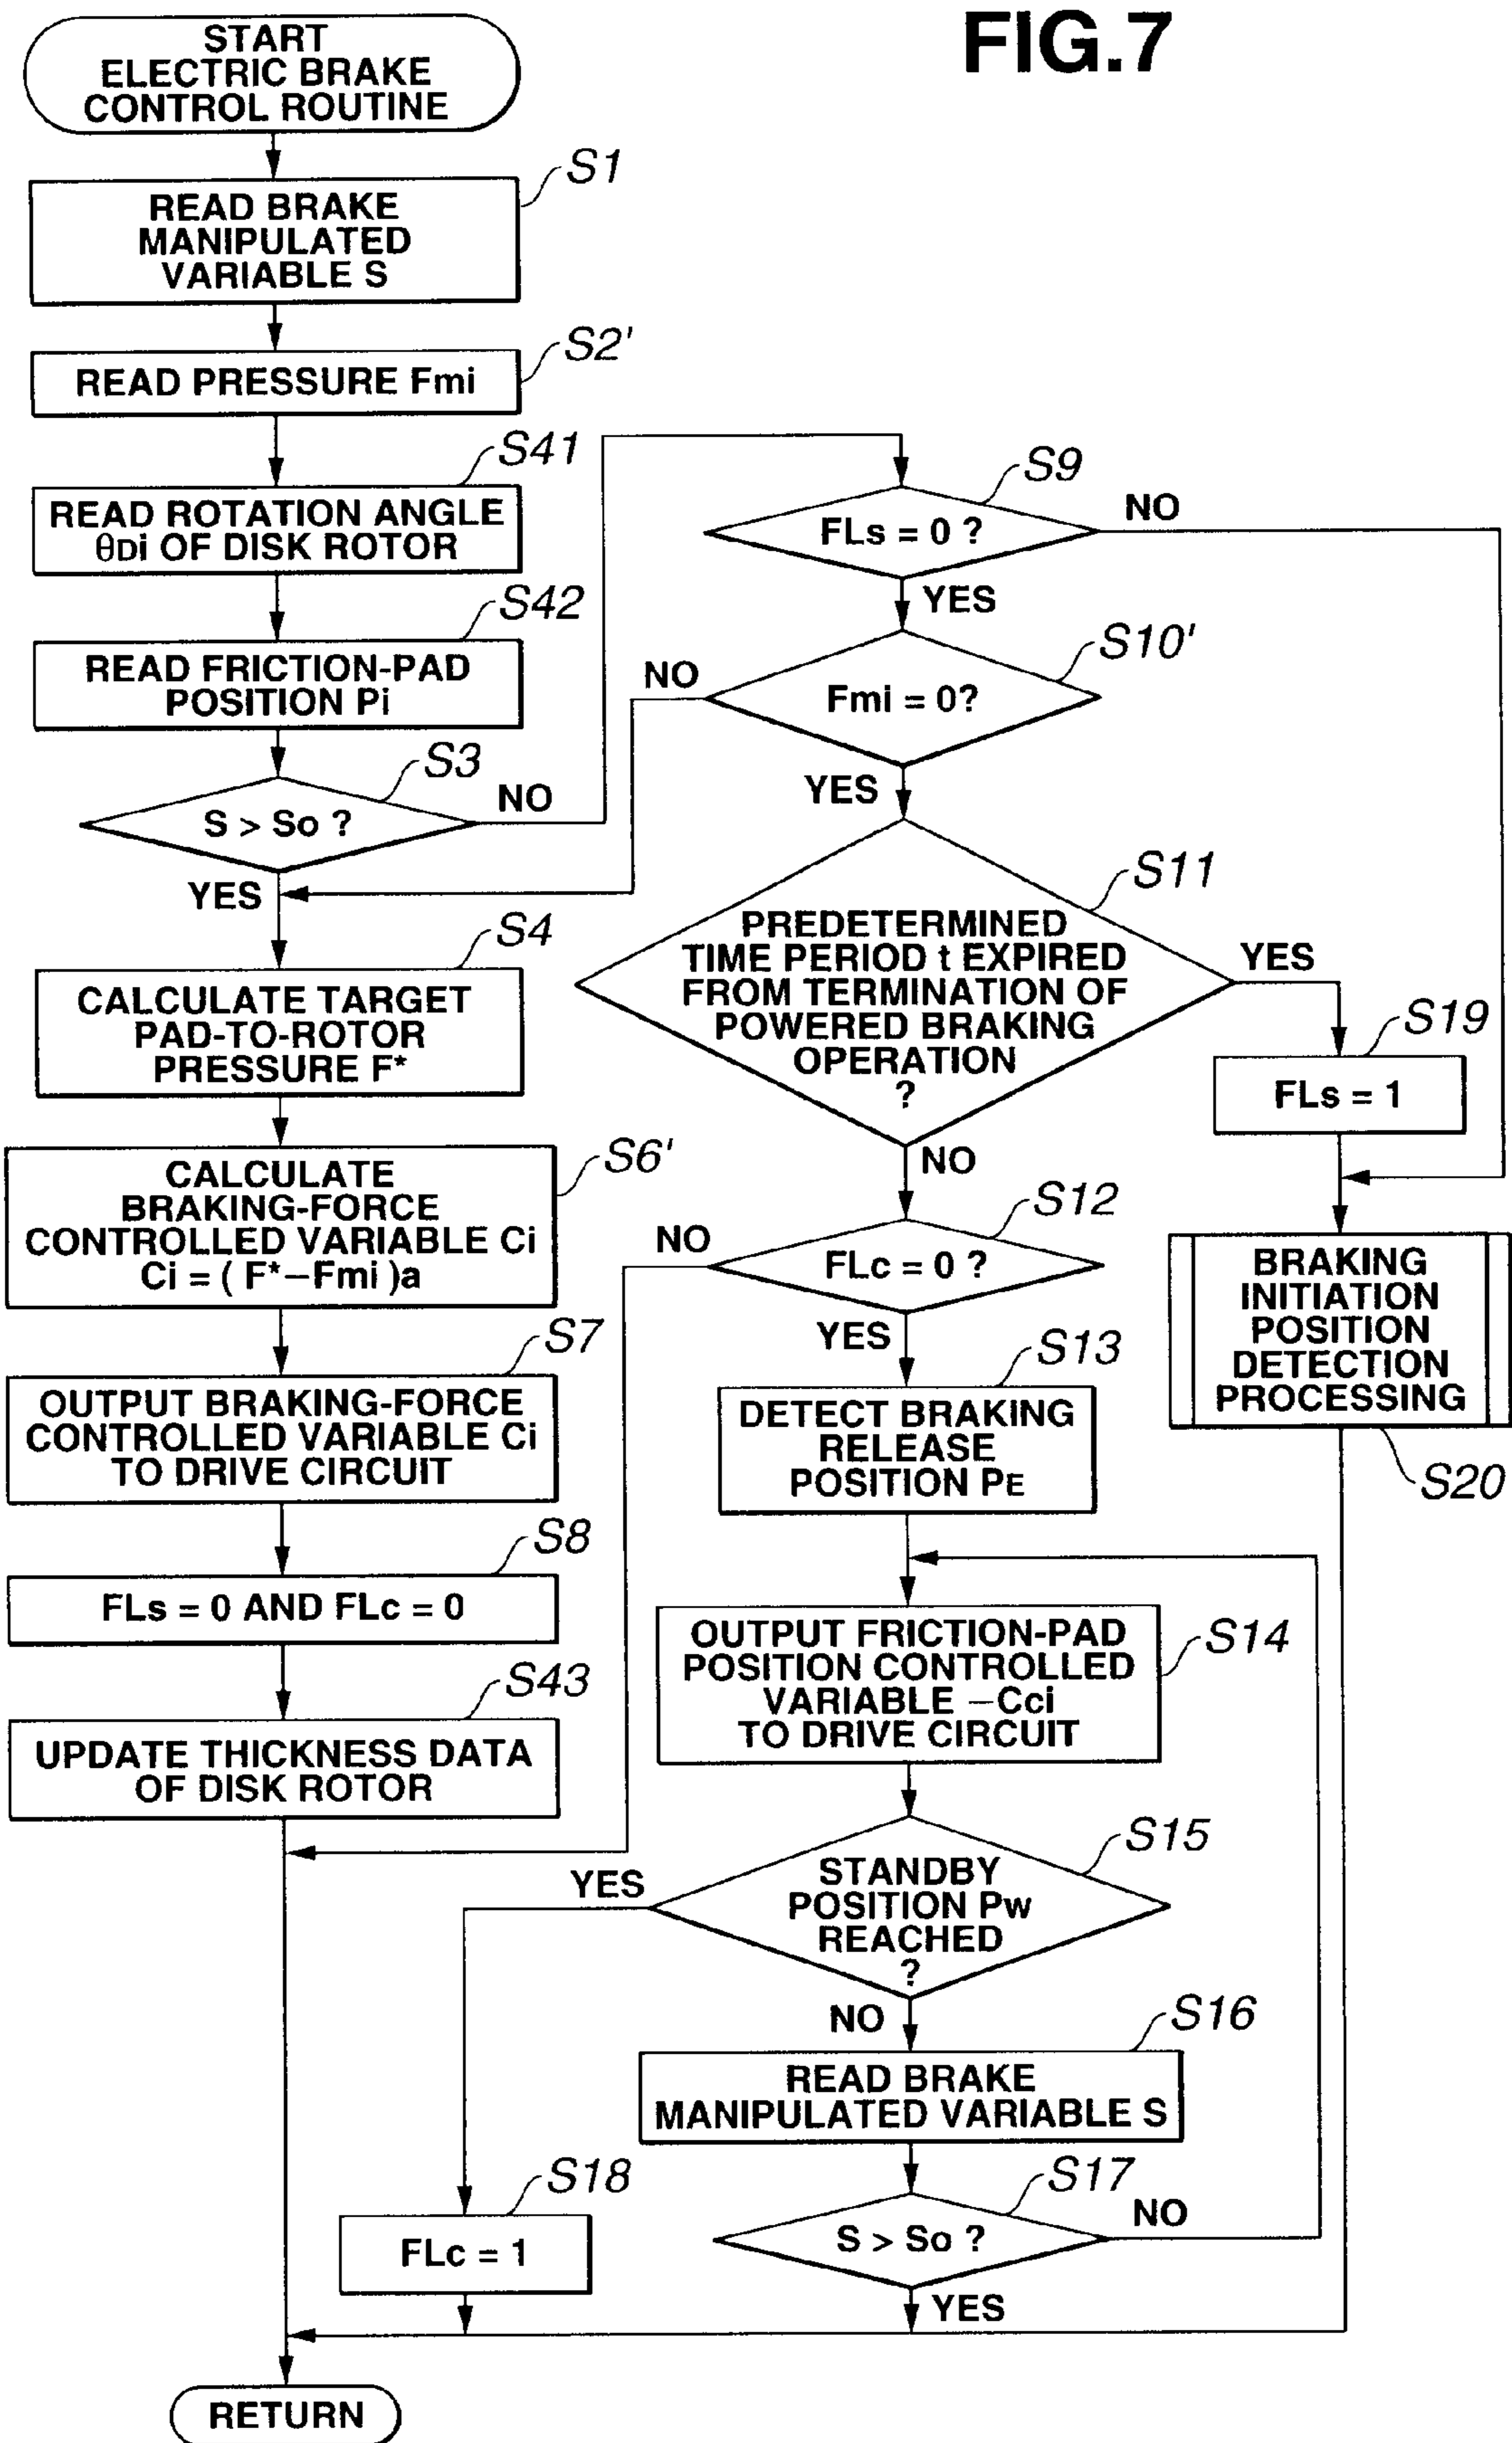 FIG.7
START
ELECTRIC BRAKE
CONTROL ROUTINE
S1
READ BRAKE
MANIPULATED
VARIABLE S
S2'
READ PRESSURE Fmi
S41
READ ROTATION ANGLE
θDi OF DISK ROTOR
S42
READ FRICTION-PAD
POSITION Pi
S3
S > So ?
NO
YES
S4
CALCULATE TARGET
PAD-TO-ROTOR
PRESSURE F*
S6'
CALCULATE
BRAKING-FORCE
CONTROLLED VARIABLE Ci
Ci = ( F*−Fmi )a
S7
OUTPUT BRAKING-FORCE
CONTROLLED VARIABLE Ci
TO DRIVE CIRCUIT
S8
FLs = 0 AND FLc = 0
S43
UPDATE THICKNESS DATA
OF DISK ROTOR
S9
FLs = 0 ?
NO
YES
S10'
Fmi = 0?
NO
YES
S11
PREDETERMINED
TIME PERIOD t EXPIRED
FROM TERMINATION OF
POWERED BRAKING
OPERATION
?
YES
NO
S19
FLs = 1
S12
FLc = 0 ?
NO
YES
BRAKING
INITIATION
POSITION
DETECTION
PROCESSING
S20
S13
DETECT BRAKING
RELEASE
POSITION PE
S14
OUTPUT FRICTION-PAD
POSITION CONTROLLED
VARIABLE −Cci
TO DRIVE CIRCUIT
S15
STANDBY
POSITION Pw
REACHED
?
YES
NO
S16
READ BRAKE
MANIPULATED VARIABLE S
S17
S > So ?
NO
YES
S18
FLc = 1
RETURN